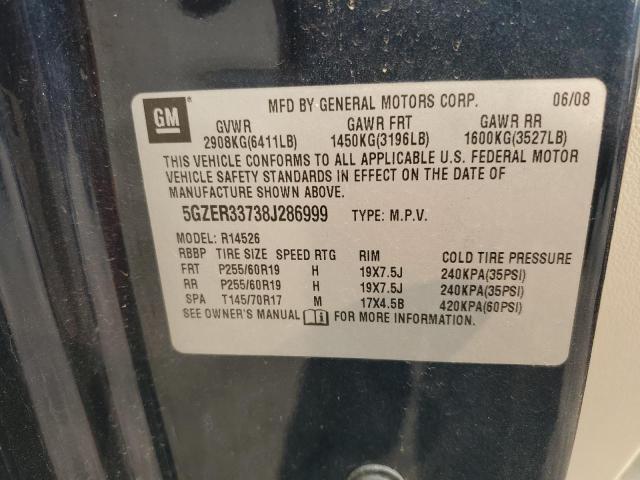 GM
MFD BY GENERAL MOTORS CORP. 06/08
GVWR GAWR FRT GAWR RR
2908KG(6411LB) 1450KG(3196LB) 1600KG(3527LB)
THIS VEHICLE CONFORMS TO ALL APPLICABLE U.S. FEDERAL MOTOR
VEHICLE SAFETY STANDARDS IN EFFECT ON THE DATE OF
MANUFACTURE SHOWN ABOVE.
5GZER33738J286999 TYPE: M.P.V.
MODEL: R14526
RBBP TIRE SIZE SPEED RTG RIM COLD TIRE PRESSURE
FRT P255/60R19 H 19X7.5J 240KPA(35PSI)
RR P255/60R19 H 19X7.5J 240KPA(35PSI)
SPA T145/70R17 M 17X4.5B 420KPA(60PSI)
SEE OWNER'S MANUAL FOR MORE INFORMATION.